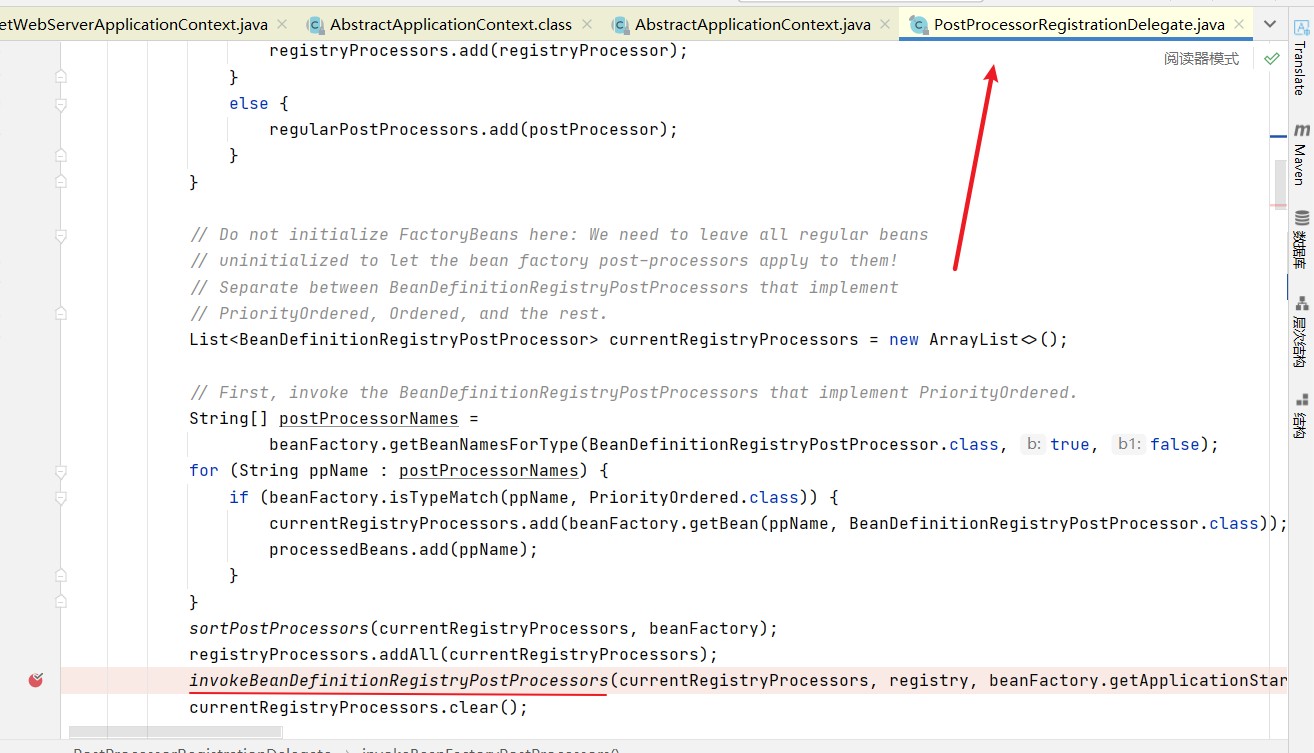 etWebServerApplicationContext.java AbstractApplicationContext.class AbstractApplicationContext.java PostProcessorRegistrationDelegate.java
registryProcessors.add(registryProcessor);
阅读器模式
}
else {
regularPostProcessors.add(postProcessor);
}
}
// Do not initialize FactoryBeans here: We need to leave all regular beans
// uninitialized to let the bean factory post-processors apply to them!
// Separate between BeanDefinitionRegistryPostProcessors that implement
// PriorityOrdered, Ordered, and the rest.
List<BeanDefinitionRegistryPostProcessor> currentRegistryProcessors = new ArrayList<>();
// First, invoke the BeanDefinitionRegistryPostProcessors that implement PriorityOrdered.
String[] postProcessorNames =
beanFactory.getBeanNamesForType(BeanDefinitionRegistryPostProcessor.class, b: true, b1: false);
for (String ppName : postProcessorNames) {
if (beanFactory.isTypeMatch(ppName, PriorityOrdered.class)) {
currentRegistryProcessors.add(beanFactory.getBean(ppName, BeanDefinitionRegistryPostProcessor.class));
processedBeans.add(ppName);
}
}
sortPostProcessors(currentRegistryProcessors, beanFactory);
registryProcessors.addAll(currentRegistryProcessors);
invokeBeanDefinitionRegistryPostProcessors(currentRegistryProcessors, registry, beanFactory.getApplicationStar
currentRegistryProcessors.clear();
PostProcessorRegistrationDelegate > invokeBeanFactoryPostProcessors()
Translate
m Maven
数据库
层次结构
结构